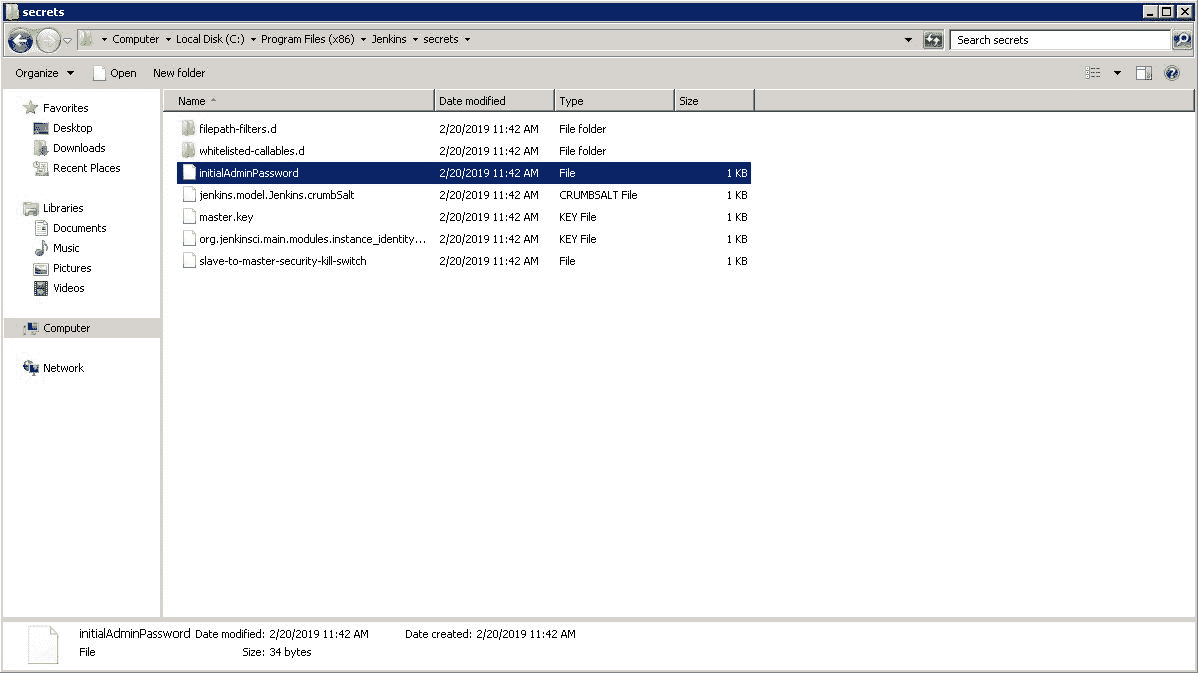 secrets
Computer Local Disk (C:) Program Files (x86) Jenkins secrets Search secrets
Organize Open New folder
Name Date modified Type Size
Favorites
Desktop
Downloads
Recent Places
Libraries
Documents
Music
Pictures
Videos
Computer
Network
filepath-filters.d 2/20/2019 11:42 AM File folder
whitelisted-callables.d 2/20/2019 11:42 AM File folder
initialAdminPassword 2/20/2019 11:42 AM File 1 KB
jenkins.model.Jenkins.crumbSalt 2/20/2019 11:42 AM CRUMBSALT File 1 KB
master.key 2/20/2019 11:42 AM KEY File 1 KB
org.jenkinsci.main.modules.instance_identity... 2/20/2019 11:42 AM KEY File 1 KB
slave-to-master-security-kill-switch 2/20/2019 11:42 AM File 1 KB
initialAdminPassword Date modified: 2/20/2019 11:42 AM Date created: 2/20/2019 11:42 AM
File Size: 34 bytes